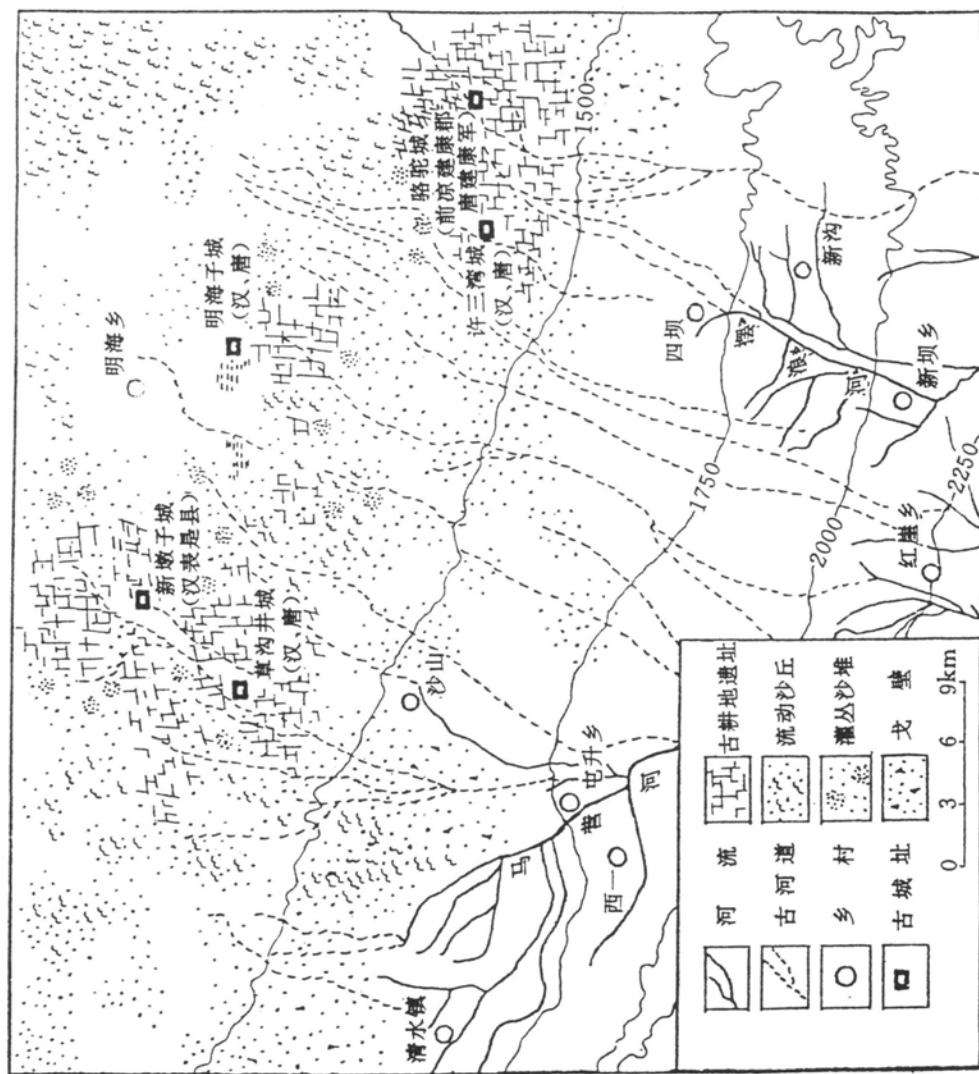 明海乡
新墩子城
(汉表是县)
草沟井城
(汉、唐)
明海子城
(汉、唐)
骆驼城
(前凉建康郡
唐建康军)
许三湾城
(汉、唐)
1500
沙山
屯升乡
马
营
河
西一
清水镇
1750
2000
2250
四坝
摆
浪
河
新沟
新坝乡
红崖乡
河流
古河道
乡村
古城址
古耕地遗址
流动沙丘
灌丛沙堆
戈壁
0 3 6 9km